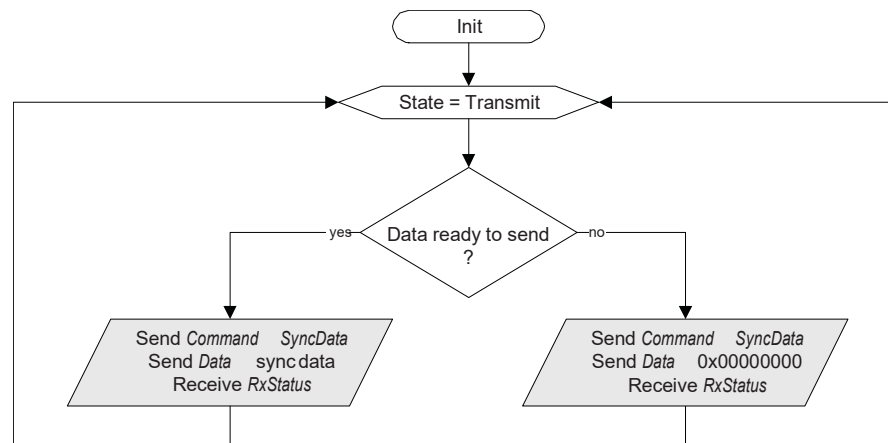 Init
State = Transmit
Data ready to send
?
yes
no
Send Command SyncData
Send Data sync data
Receive RxStatus
Send Command SyncData
Send Data 0x00000000
Receive RxStatus